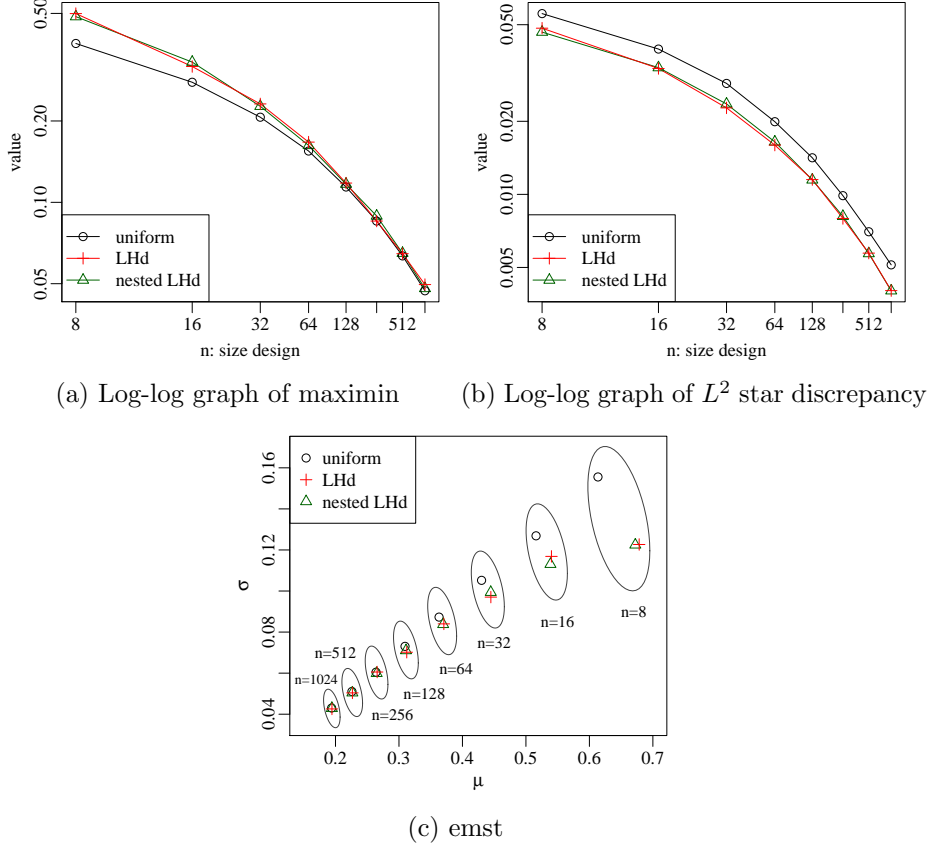 0.50
0.20
0.10
0.05
value
uniform
LHd
nested LHd
8 16 32 64 128 512
n: size design
(a) Log-log graph of maximin
0.050
0.020
0.010
0.005
value
uniform
LHd
nested LHd
8 16 32 64 128 512
n: size design
(b) Log-log graph of L² star discrepancy
0.16
0.12
0.08
0.04
σ
uniform
LHd
nested LHd
n=8
n=16
n=32
n=64
n=512
n=128
n=1024
n=256
0.2 0.3 0.4 0.5 0.6 0.7
μ
(c) emst